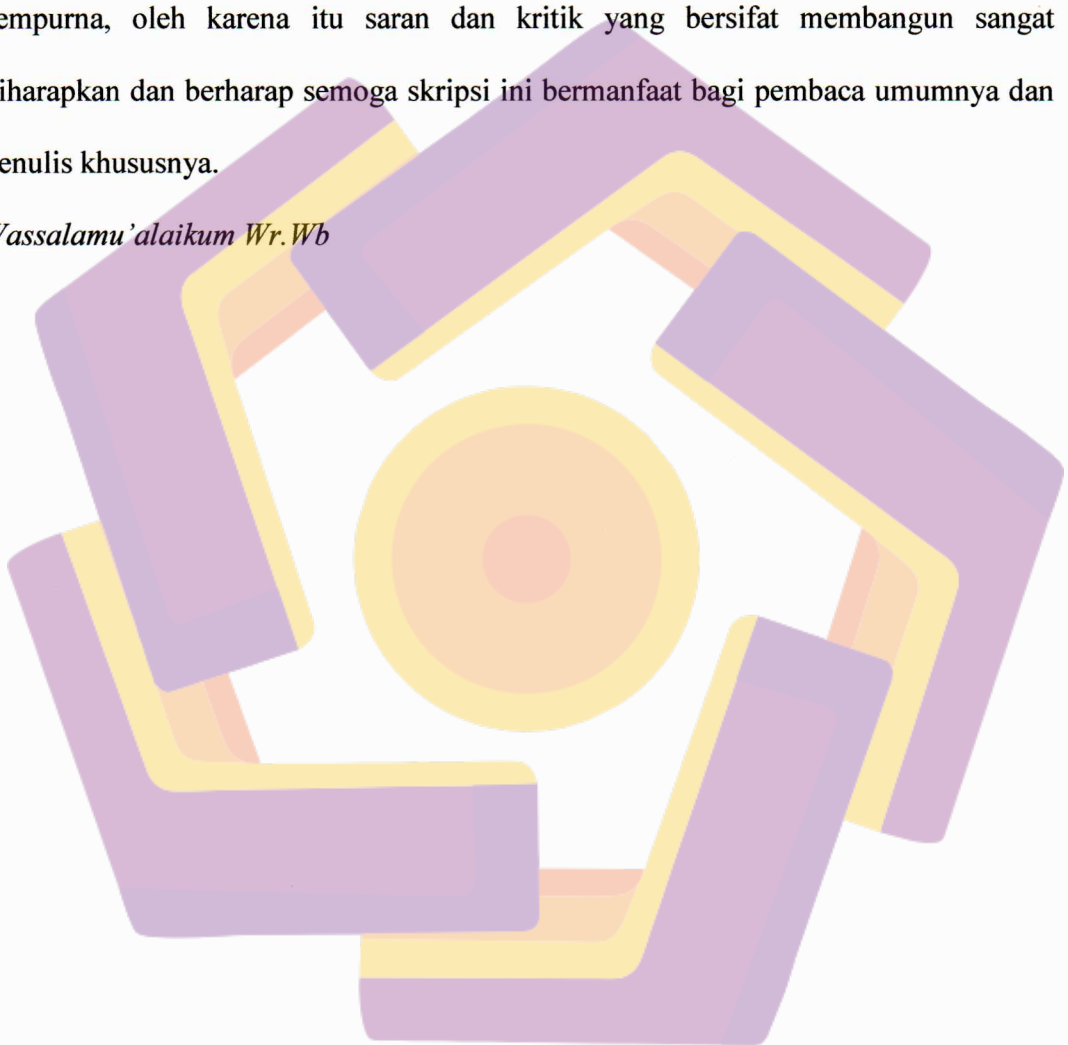 empurna, oleh karena itu saran dan kritik yang bersifat membangun sangat
iharapkan dan berharap semoga skripsi ini bermanfaat bagi pembaca umumnya dan
enulis khususnya.
assalamu'alaikum Wr.Wb